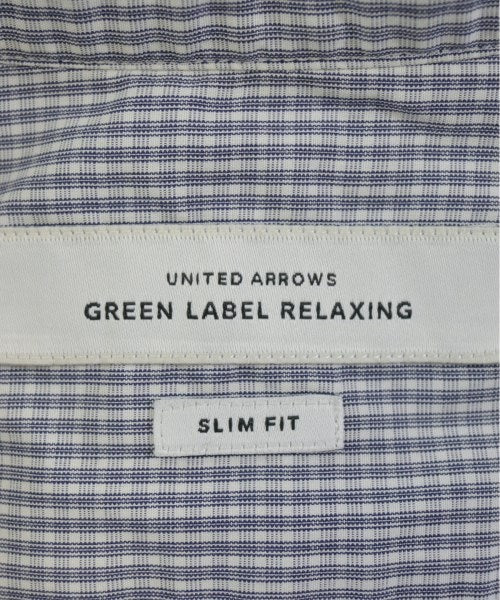 UNITED ARROWS
GREEN LABEL RELAXING
SLIM FIT